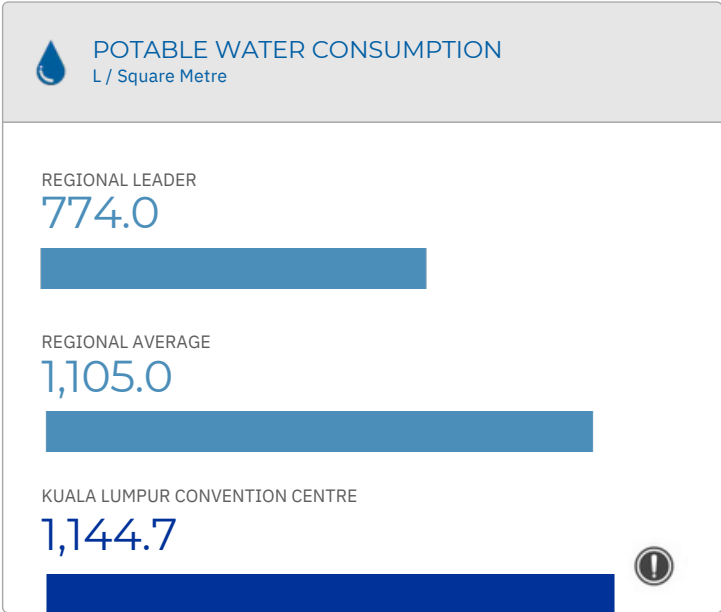 POTABLE WATER CONSUMPTION
L / Square Metre
REGIONAL LEADER
774.0
REGIONAL AVERAGE
1,105.0
KUALA LUMPUR CONVENTION CENTRE
1,144.7